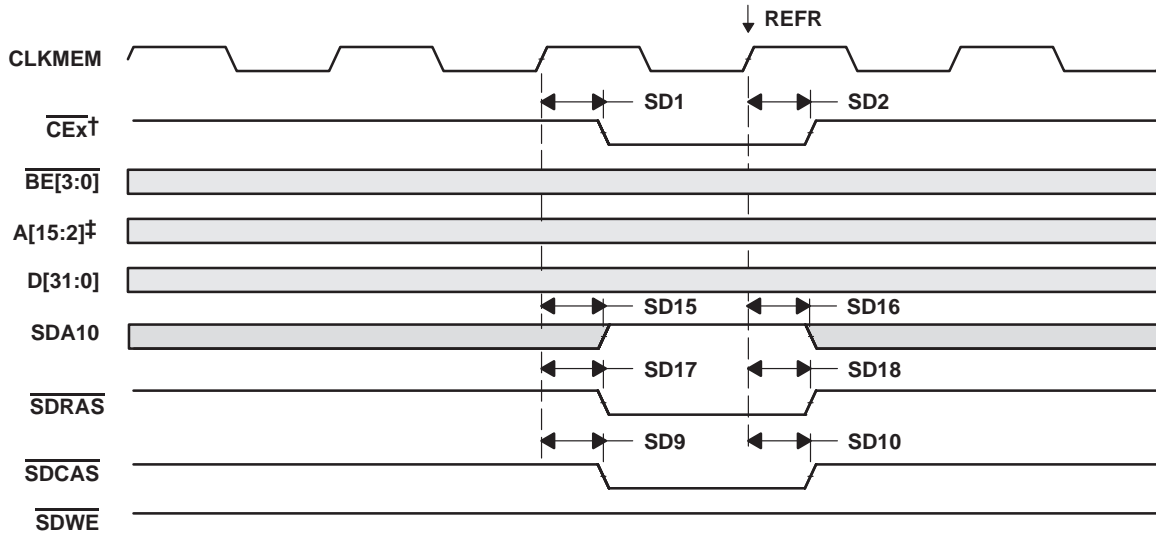 REFR
CLKMEM
SD1 SD2
CEx†
BE[3:0]
A[15:2]‡
D[31:0]
SD15 SD16
SDA10
SD17 SD18
SDRAS
SD9 SD10
SDCAS
SDWE